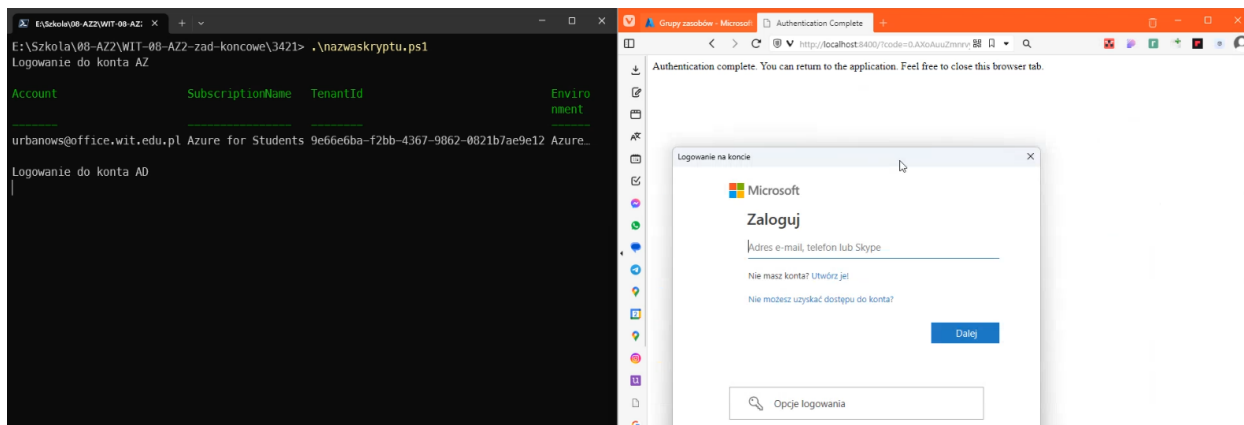 E:\Szkola\08-AZ2\WIT-08-AZ:
E:\Szkola\08-AZ2\WIT-08-AZ2-zad-koncowe\3421> .\nazwaskryptu.ps1
Logowanie do konta AZ
Account SubscriptionName TenantId Enviro
nment
------- ---------------- -------- ------
urbanows@office.wit.edu.pl Azure for Students 9e66e6ba-f2bb-4367-9862-0821b7ae9e12 Azure…
Logowanie do konta AD
Grupy zasobów - Microsoft
Authentication Complete
http://localhost:8400/?code=0.AXoAuuZmnrv
Authentication complete. You can return to the application. Feel free to close this browser tab.
Logowanie na koncie
Microsoft
Zaloguj
Adres e-mail, telefon lub Skype
Nie masz konta? Utwórz je!
Nie możesz uzyskać dostępu do konta?
Dalej
Opcje logowania